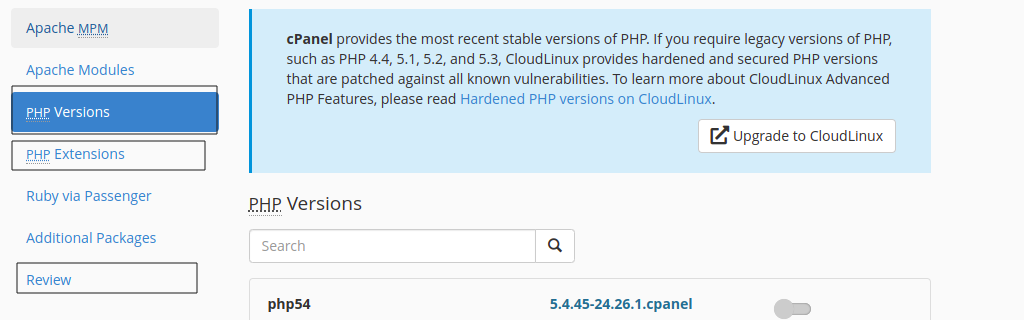 Apache MPM
Apache Modules
PHP Versions
PHP Extensions
Ruby via Passenger
Additional Packages
Review
cPanel provides the most recent stable versions of PHP. If you require legacy versions of PHP,
such as PHP 4.4, 5.1, 5.2, and 5.3, CloudLinux provides hardened and secured PHP versions
that are patched against all known vulnerabilities. To learn more about CloudLinux Advanced
PHP Features, please read Hardened PHP versions on CloudLinux.
Upgrade to CloudLinux
PHP Versions
Search
php54 5.4.45-24.26.1.cpanel